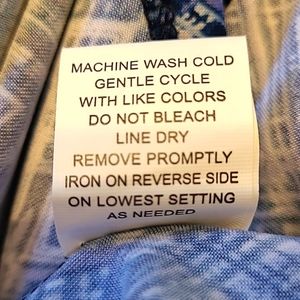 MACHINE WASH COLD
GENTLE CYCLE
WITH LIKE COLORS
DO NOT BLEACH
LINE DRY
REMOVE PROMPTLY
IRON ON REVERSE SIDE
ON LOWEST SETTING
AS NEEDED